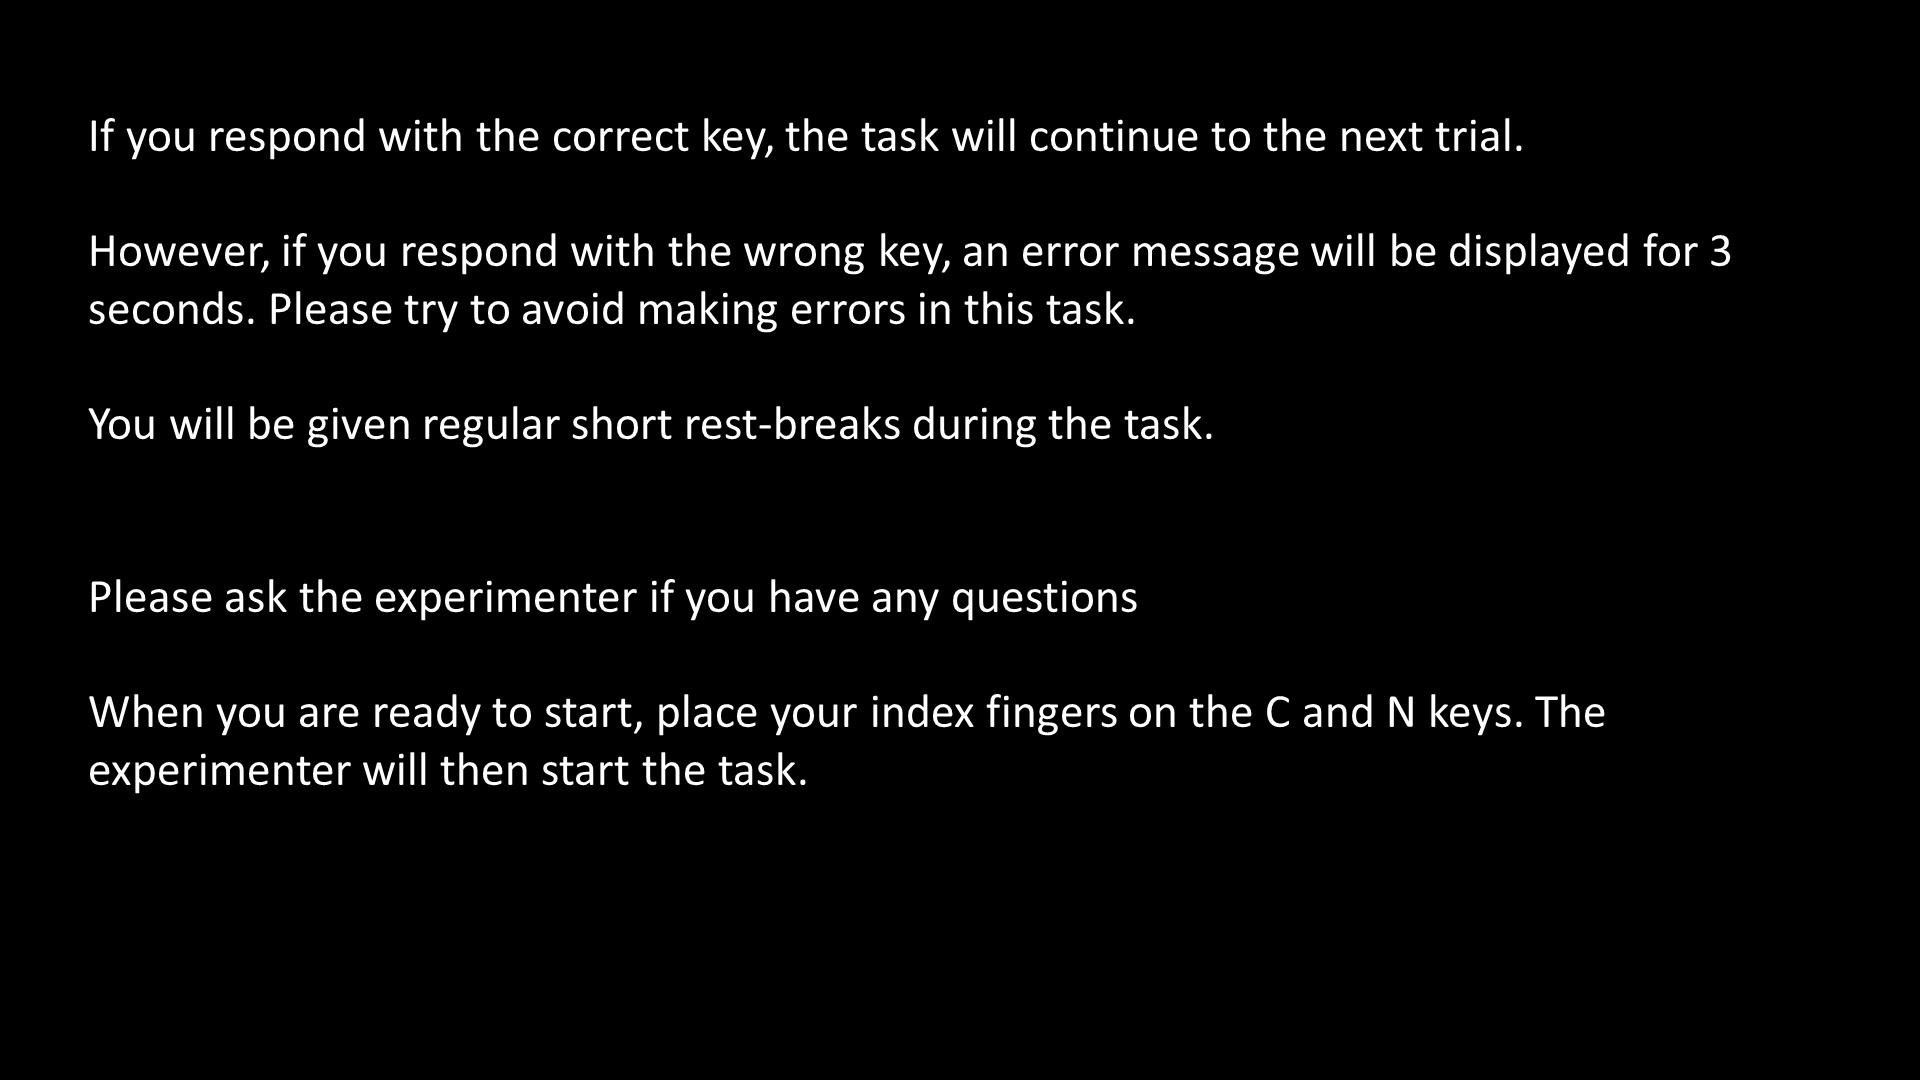 If you respond with the correct key, the task will continue to the next trial.
However, if you respond with the wrong key, an error message will be displayed for 3
seconds. Please try to avoid making errors in this task.
You will be given regular short rest-breaks during the task.
Please ask the experimenter if you have any questions
When you are ready to start, place your index fingers on the C and N keys. The
experimenter will then start the task.